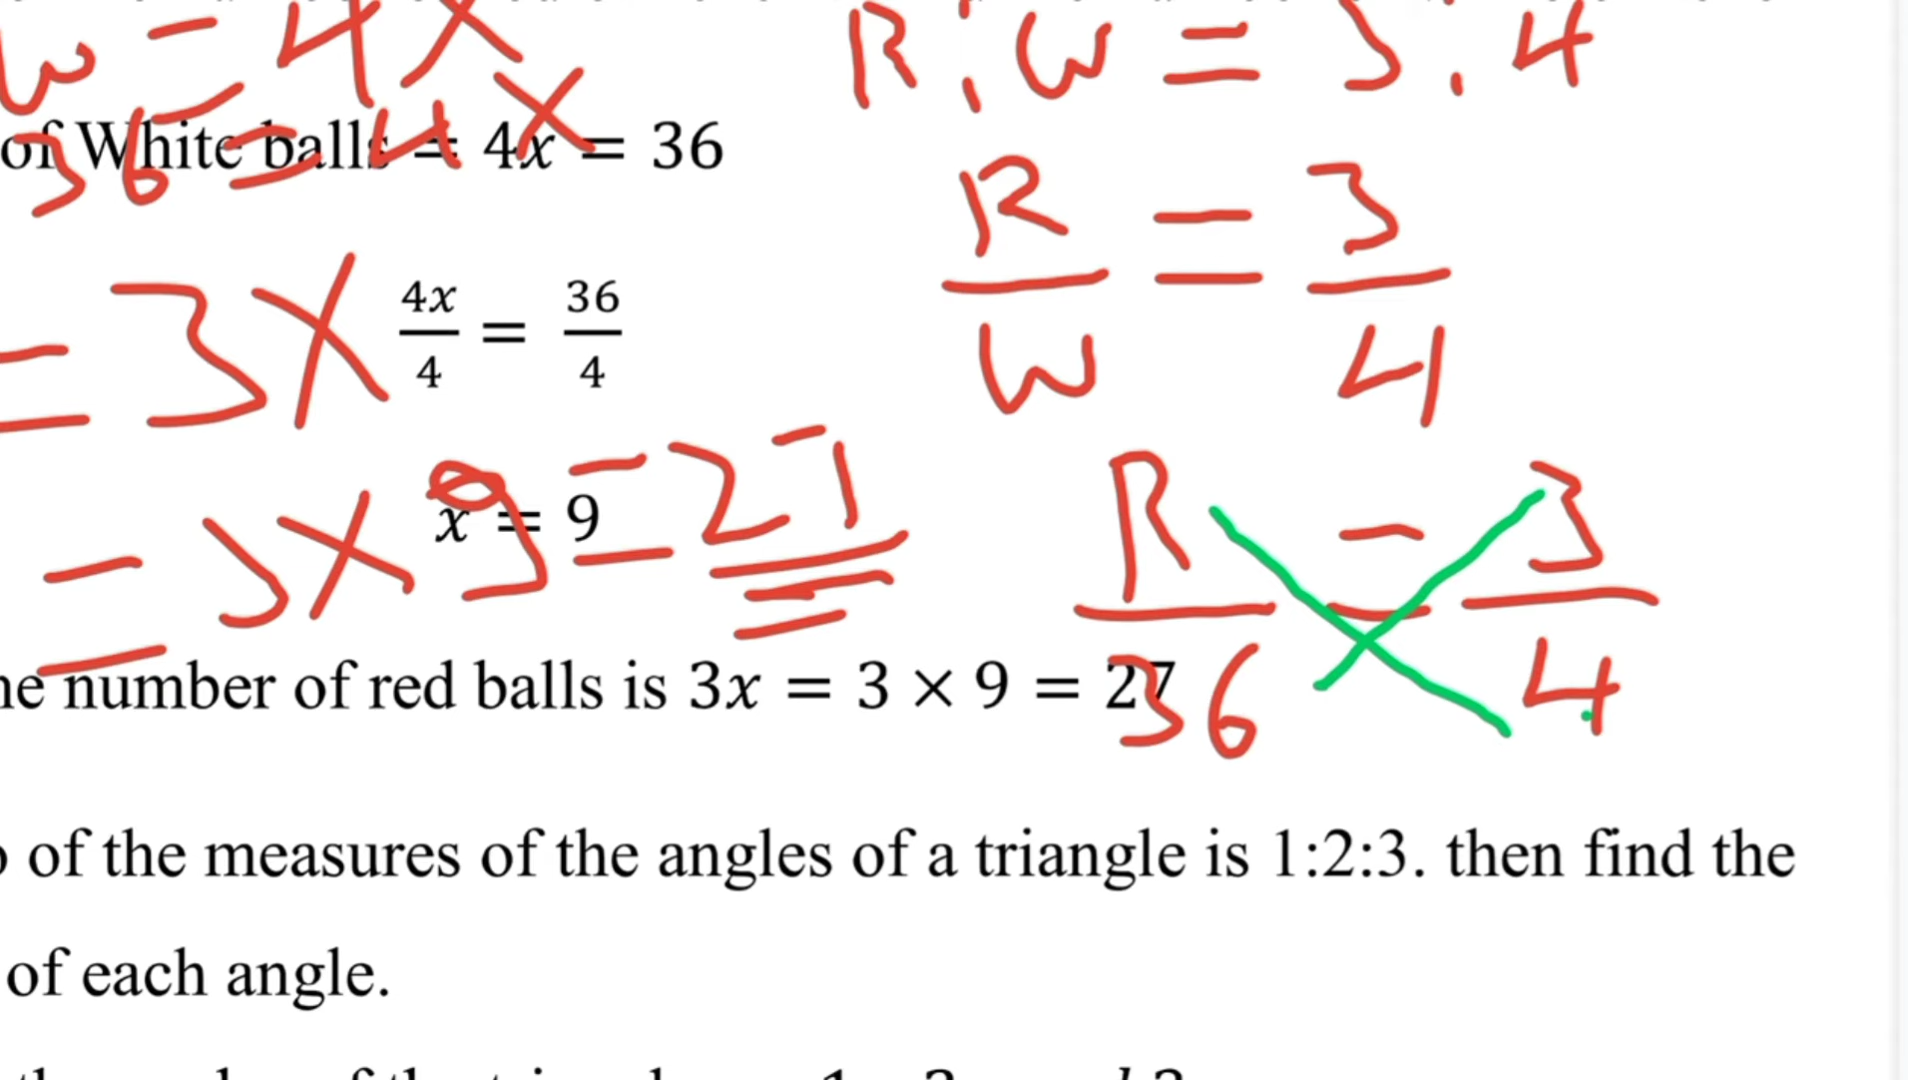 W = 4x
R : W = 3 : 4
of White balls = 4x = 36
36 = 4x
R/W = 3/4
= 3x
4x/4 = 36/4
x = 9
= 3 × 9 = 27
R/36 = 3/4
number of red balls is 3x = 3 × 9 = 27
of the measures of the angles of a triangle is 1:2:3. then find the
of each angle.